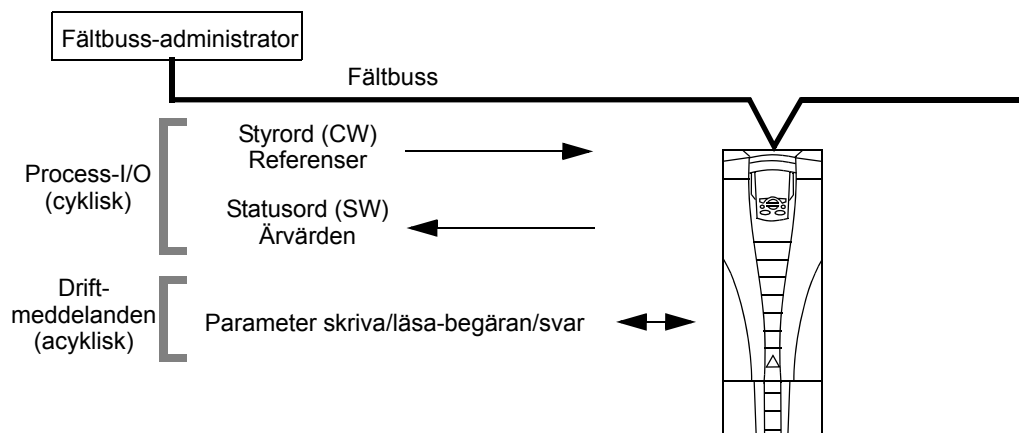 Fältbuss-administrator
Fältbuss
Process-I/O
(cyklisk)
Styrord (CW)
Referenser
Statusord (SW)
Ärvärden
Drift-
meddelanden
(acyklisk)
Parameter skriva/läsa-begäran/svar